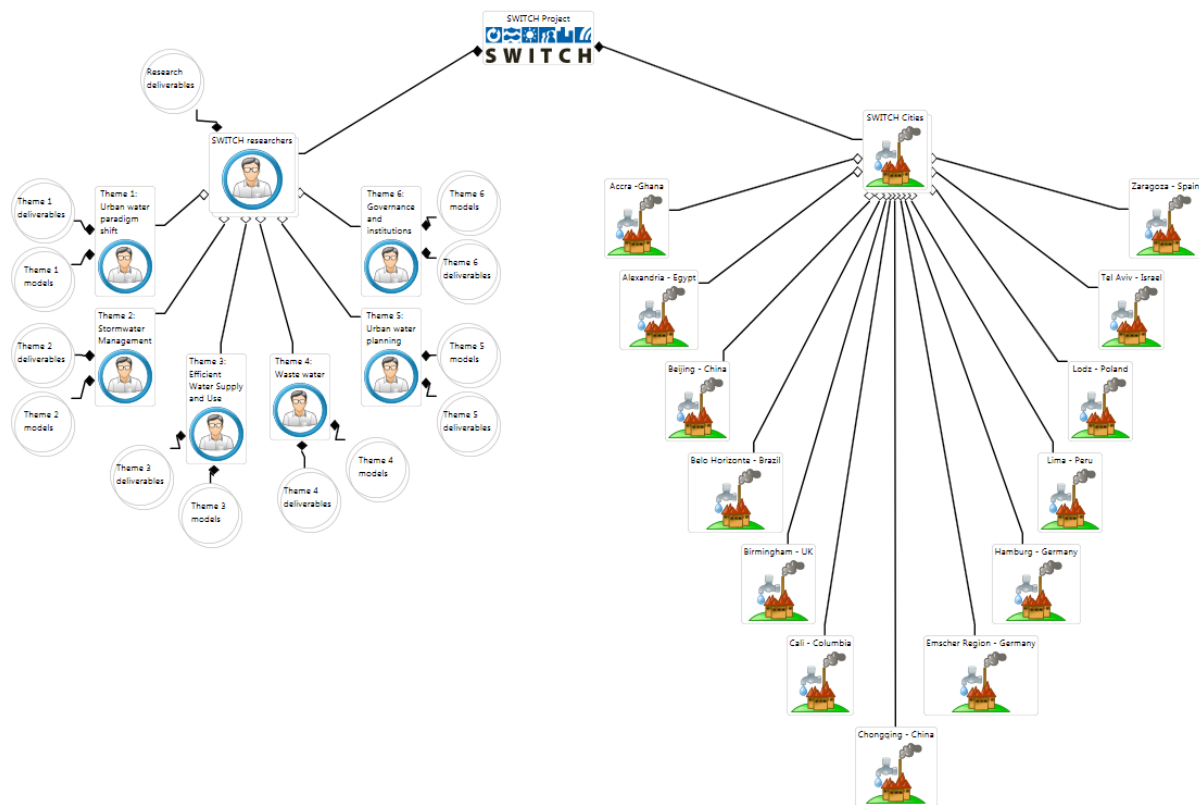 SWITCH Project
SWITCH
Research
deliverables
SWITCH researchers
Theme 1
deliverables
Theme 1:
Urban water
paradigm
shift
Theme 1
models
Theme 2
deliverables
Theme 2:
Stormwater
Management
Theme 2
models
Theme 3:
Efficient
Water Supply
and Use
Theme 3
deliverables
Theme 3
models
Theme 4:
Waste water
Theme 4
deliverables
Theme 4
models
Theme 5:
Urban water
planning
Theme 5
models
Theme 5
deliverables
Theme 6:
Governance
and
institutions
Theme 6
models
Theme 6
deliverables
SWITCH Cities
Accra -Ghana
Alexandria - Egypt
Beijing - China
Belo Horizonte - Brazil
Birmingham - UK
Cali - Columbia
Chongqing - China
Emscher Region - Germany
Hamburg - Germany
Lima - Peru
Lodz - Poland
Tel Aviv - Israel
Zaragoza - Spain